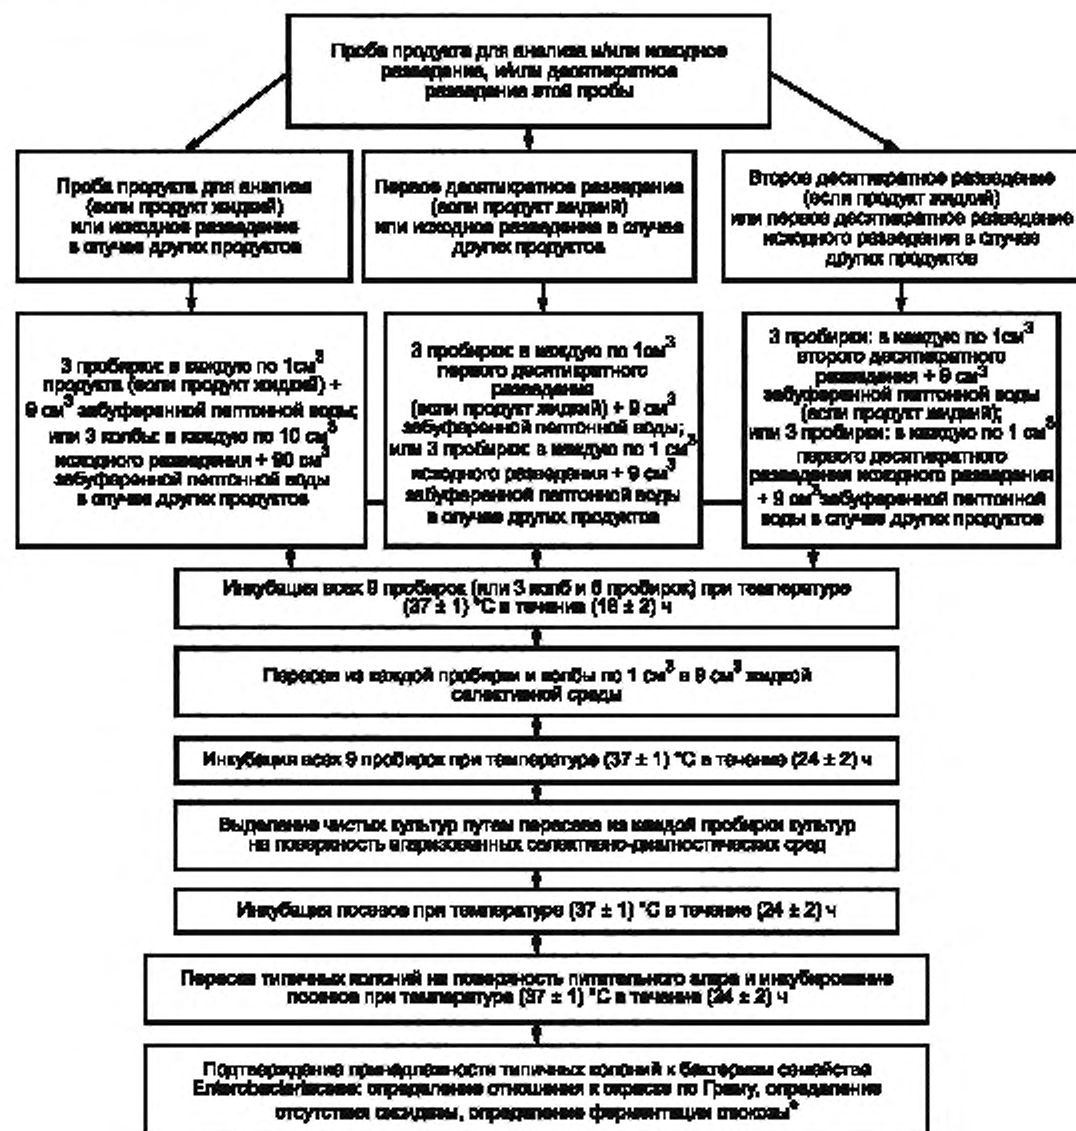 Проба продукта для анализа и/или исходное
разведение, и/или десятикратное
разведение этой пробы
Проба продукта для анализа
(если продукт жидкий)
или исходное разведение
в случае других продуктов
Первое десятикратное разведение
(если продукт жидкий)
или исходное разведение в случае
других продуктов
Второе десятикратное разведение
(если продукт жидкий)
или первое десятикратное разведение
исходного разведения в случае
других продуктов
3 пробирки: в каждую по 1см³
продукта (если продукт жидкий) +
9 см³ забуференной пептонной воды;
или 3 колбы: в каждую по 10 см³
исходного разведения + 90 см³
забуференной пептонной воды
в случае других продуктов
3 пробирки: в каждую по 1см³
первого десятикратного
разведения
(если продукт жидкий) + 9 см³
забуференной пептонной воды;
или 3 пробирки: в каждую по 1 см³
исходного разведения + 9 см³
забуференной пептонной воды
в случае других продуктов
3 пробирки: в каждую по 1см³
второго десятикратного
разведения + 9 см³
забуференной пептонной воды
(если продукт жидкий);
или 3 пробирки: в каждую по 1 см³
первого десятикратного
разведения исходного разведения
+ 9 см³ забуференной пептонной
воды в случае других продуктов
Инкубация всех 9 пробирок (или 3 колб и 6 пробирок) при температуре
(37 ± 1) °С в течение (18 ± 2) ч
Пересев из каждой пробирки и колбы по 1 см³ в 9 см³ жидкой
селективной среды
Инкубация всех 9 пробирок при температуре (37 ± 1) °С в течение (24 ± 2) ч
Выделение чистых культур путем пересева из каждой пробирки культур
на поверхность агаризованных селективно-диагностических сред
Инкубация посевов при температуре (37 ± 1) °С в течение (24 ± 2) ч
Пересев типичных колоний на поверхность питательного агара и инкубирование
посевов при температуре (37 ± 1) °С в течение (24 ± 2) ч
Подтверждение принадлежности типичных колоний к бактериям семейства
Enterobacteriaceae: определение отношения к окраске по Граму, определение
отсутствия оксидазы, определение ферментации глюкозы*